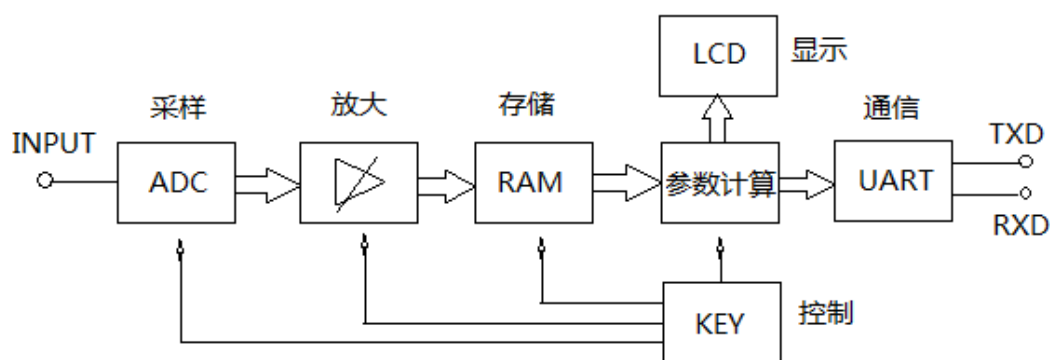 LCD
显示
采样
放大
存储
通信
INPUT
TXD
ADC
RAM
参数计算
UART
RXD
KEY
控制